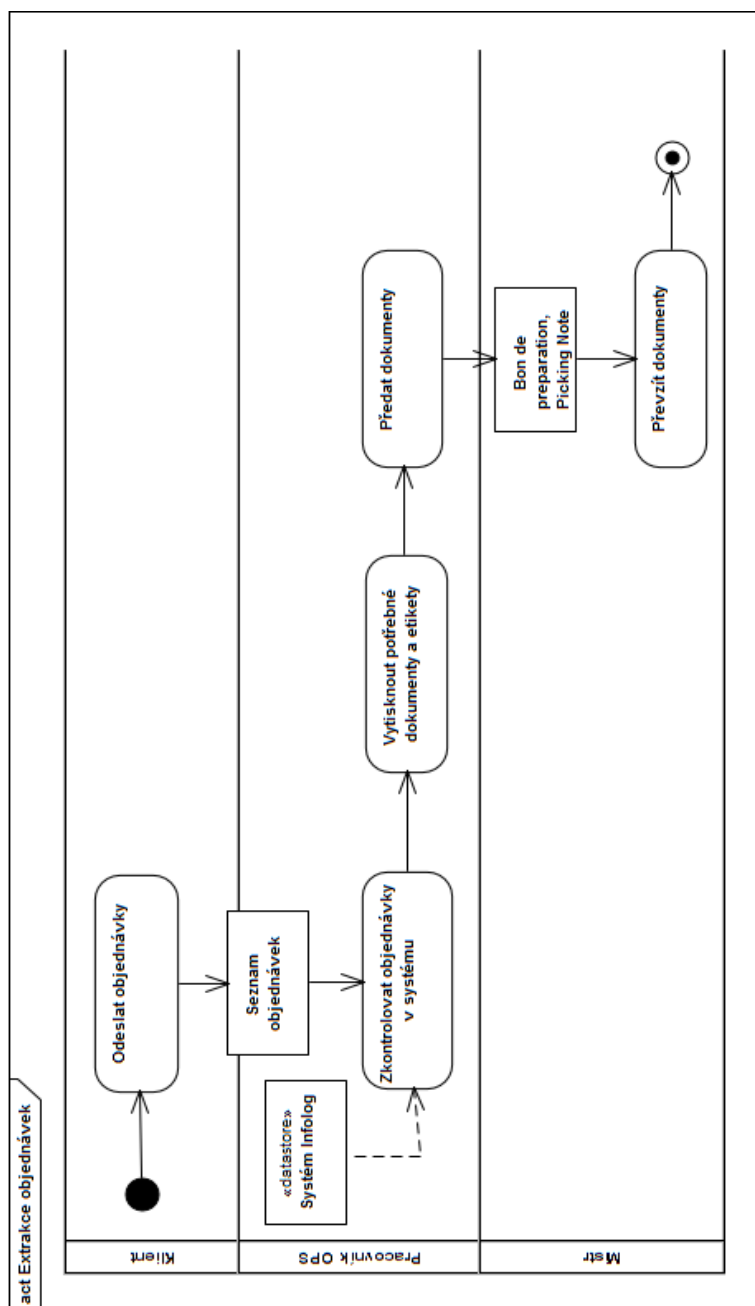 act Extrakce objednávek
Klient
Odeslat objednávky
Seznam
objednávek
Pracovník OPS
«datastore»
Systém Infolog
Zkontrolovat objednávky
v systému
Vytisknout potřebné
dokumenty a etikety
Předat dokumenty
Mistr
Bon de
preparation,
Picking Note
Převzít dokumenty